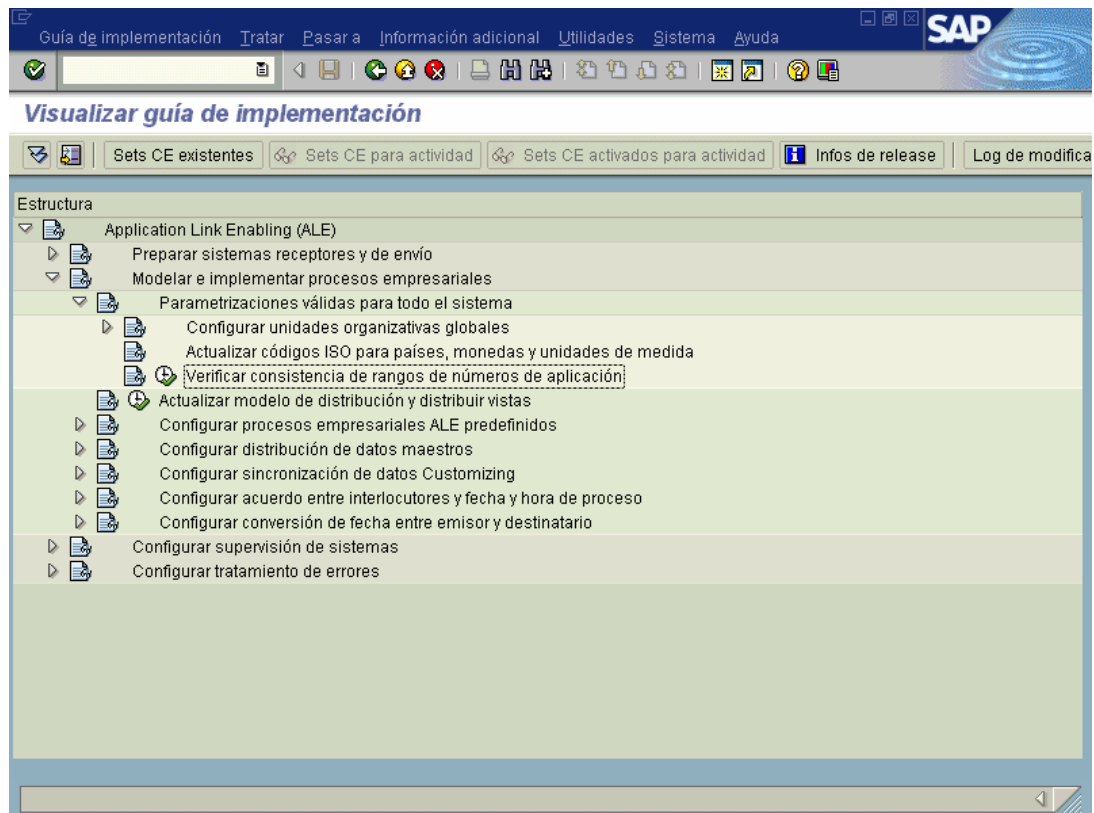 Guía de implementación Tratar Pasar a Información adicional Utilidades Sistema Ayuda
SAP
Visualizar guía de implementación
Sets CE existentes Sets CE para actividad Sets CE activados para actividad Infos de release Log de modifica
Estructura
Application Link Enabling (ALE)
Preparar sistemas receptores y de envío
Modelar e implementar procesos empresariales
Parametrizaciones válidas para todo el sistema
Configurar unidades organizativas globales
Actualizar códigos ISO para países, monedas y unidades de medida
Verificar consistencia de rangos de números de aplicación
Actualizar modelo de distribución y distribuir vistas
Configurar procesos empresariales ALE predefinidos
Configurar distribución de datos maestros
Configurar sincronización de datos Customizing
Configurar acuerdo entre interlocutores y fecha y hora de proceso
Configurar conversión de fecha entre emisor y destinatario
Configurar supervisión de sistemas
Configurar tratamiento de errores